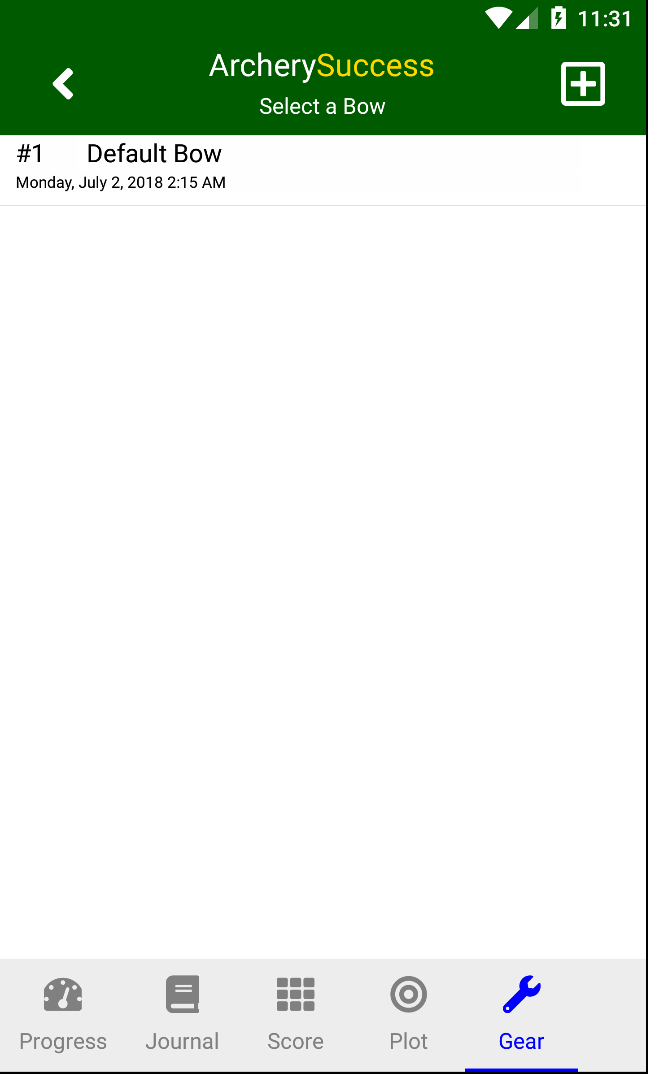 11:31
ArcherySuccess
Select a Bow
#1 Default Bow
Monday, July 2, 2018 2:15 AM
Progress Journal Score Plot Gear